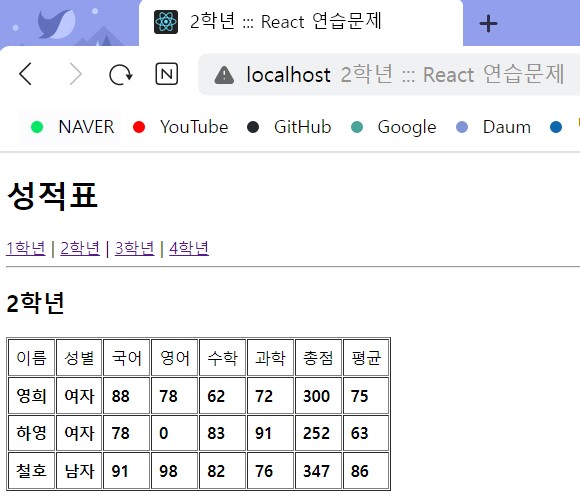 2학년 ::: React 연습문제
N localhost 2학년 ::: React 연습문제
NAVER YouTube GitHub Google Daum
성적표
1학년 | 2학년 | 3학년 | 4학년
2학년
이름 성별 국어 영어 수학 과학 총점 평균
영희 여자 88 78 62 72 300 75
하영 여자 78 0 83 91 252 63
철호 남자 91 98 82 76 347 86